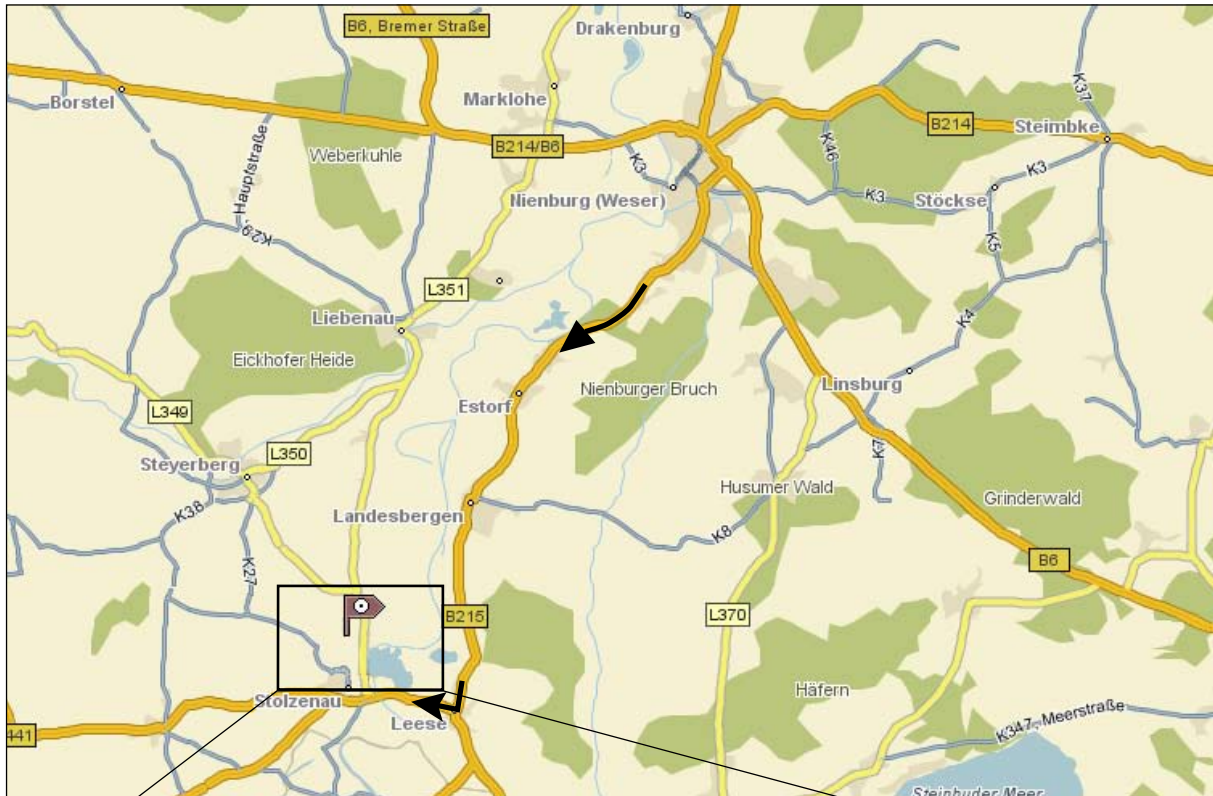 B6, Bremer Straße
Drakenburg
Borstel
Marklohe
K37
B214
Steimbke
Weberkuhle
B214/B6
K3
K46
K3
K29, Hauptstraße
Nienburg (Weser)
K3
Stöckse
K5
L351
Liebenau
K4
Eickhofer Heide
Nienburger Bruch
Linsburg
Estorf
L349
L350
K7
Steyerberg
Husumer Wald
Grinderwald
K38
Landesbergen
K8
K27
B6
B215
L370
Häfern
Stolzenau
Leese
K347, Meerstraße
441
Steinhuder Meer